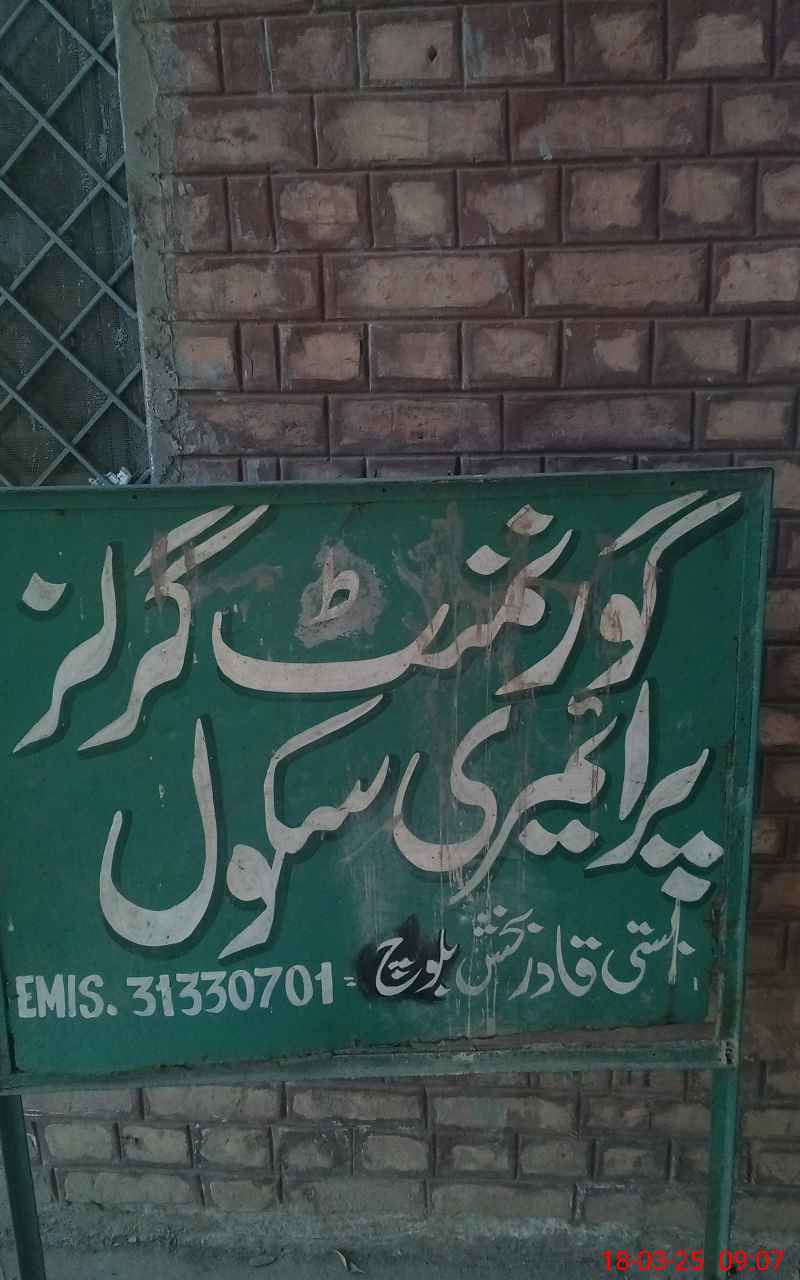 گورنمنٹ گرلز
پرائمری سکول
بستی قادر بخش بلوچ
EMIS. 31330701=
18-03-25 09:07